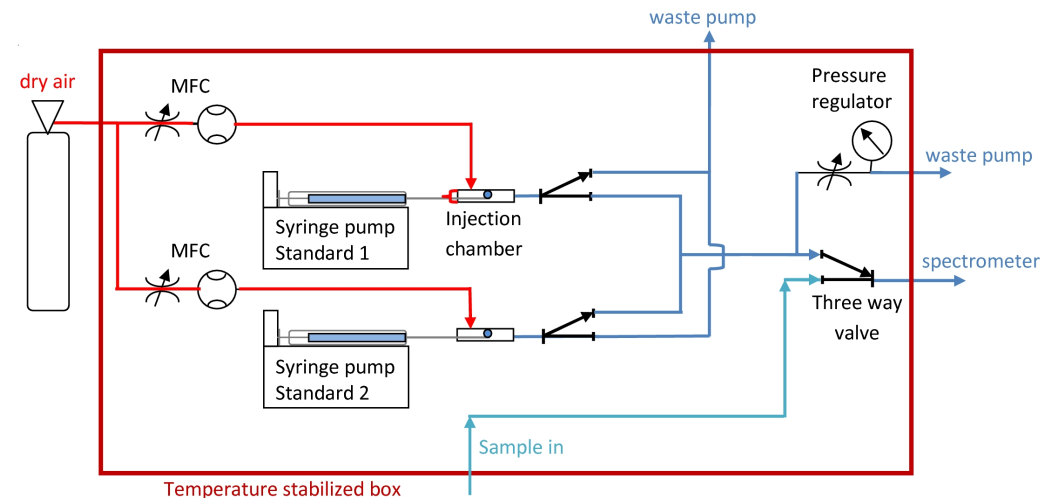 waste pump
dry air
MFC
Pressure
regulator
waste pump
Syringe pump
Standard 1
Injection
chamber
MFC
spectrometer
Three way
valve
Syringe pump
Standard 2
Sample in
Temperature stabilized box